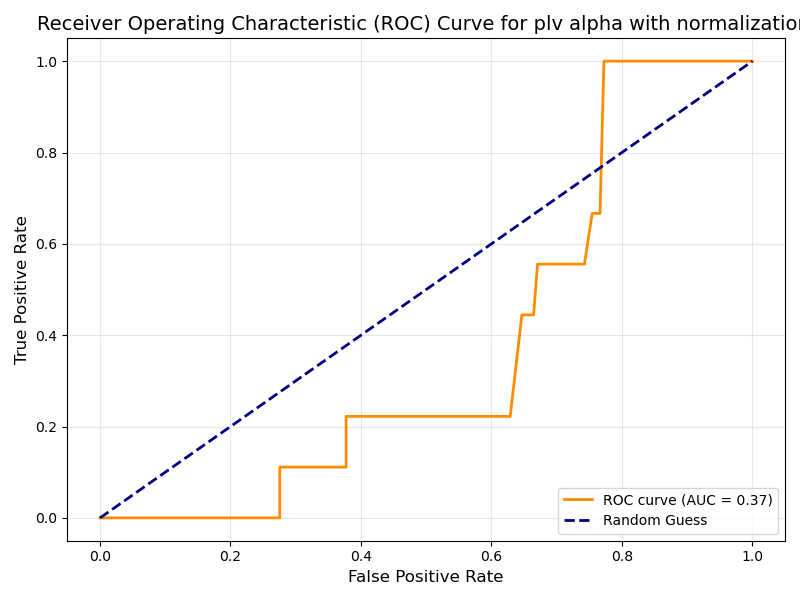 Receiver Operating Characteristic (ROC) Curve for plv alpha with normalization
1.0
0.8
0.6
0.4
0.2
0.0
True Positive Rate
0.0 0.2 0.4 0.6 0.8 1.0
False Positive Rate
ROC curve (AUC = 0.37)
Random Guess